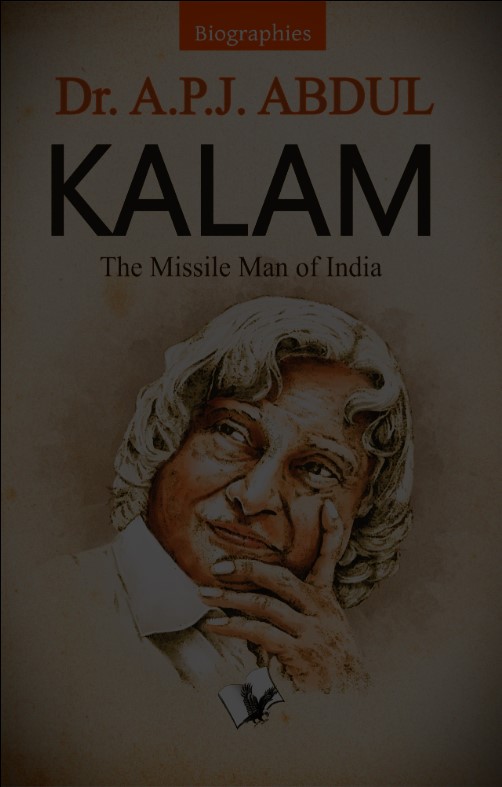 Biographies
Dr. A.P.J. ABDUL
KALAM
The Missile Man of India